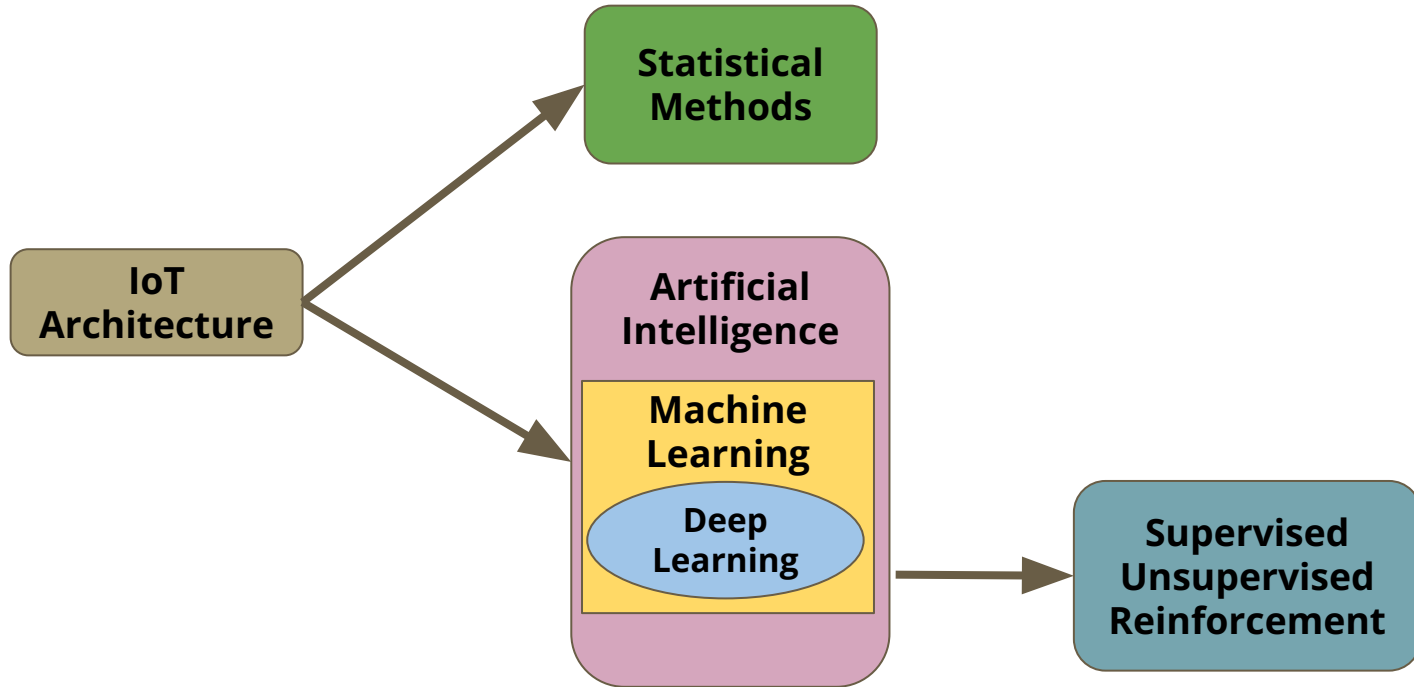 Statistical
Methods
IoT
Architecture
Artificial
Intelligence
Machine
Learning
Deep
Learning
Supervised
Unsupervised
Reinforcement